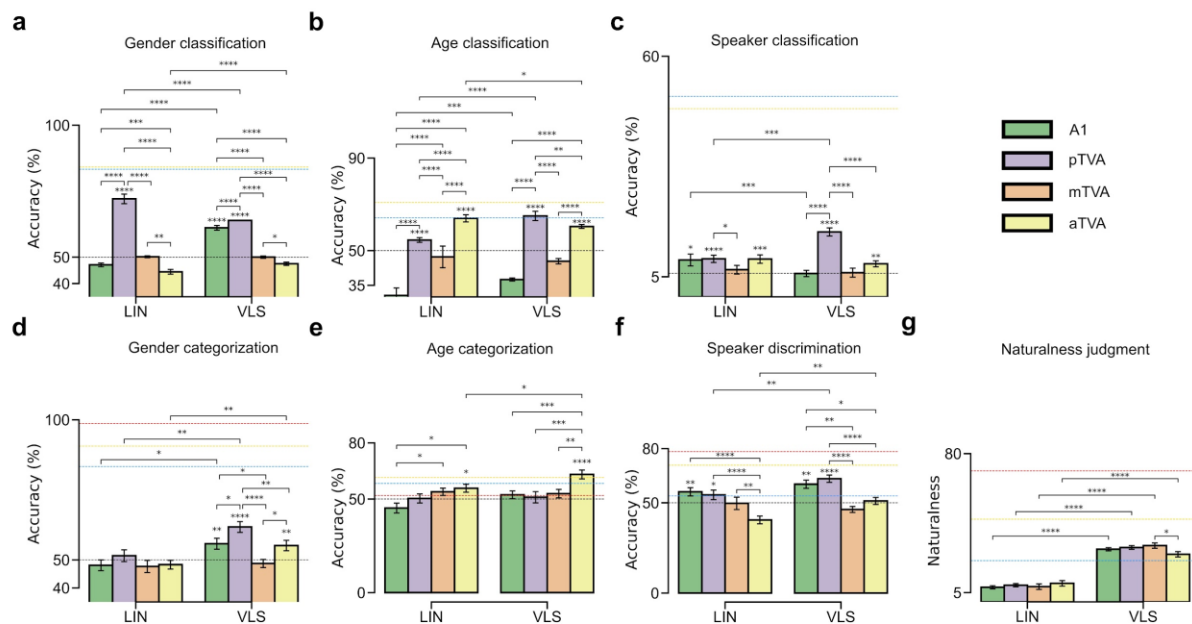 a
Gender classification
Accuracy (%)
100
50
40
LIN
VLS
****
****
****
***
****
****
****
****
****
**
****
****
****
****
****
****
*
b
Age classification
Accuracy (%)
90
50
35
LIN
VLS
*
****
***
****
****
****
****
****
****
****
****
****
**
****
****
****
****
****
c
Speaker classification
Accuracy (%)
60
5
LIN
VLS
***
***
*
*
****
***
****
****
****
****
**
A1
pTVA
mTVA
aTVA
d
Gender categorization
Accuracy (%)
100
50
40
LIN
VLS
**
**
*
*
**
*
****
*
**
****
**
e
Age categorization
Accuracy (%)
80
50
0
LIN
VLS
*
*
*
*
***
***
**
****
f
Speaker discrimination
Accuracy (%)
80
50
0
LIN
VLS
**
**
****
****
**
**
*
*
**
****
****
**
****
g
Naturalness judgment
Naturalness
80
5
LIN
VLS
****
****
****
****
*